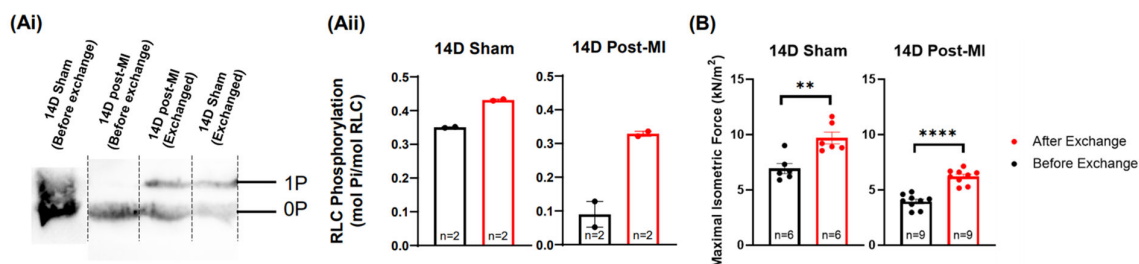 (Ai)
14D Sham
(Before exchange)
14D post-MI
(Before exchange)
14D post-MI
(Exchanged)
14D Sham
(Exchanged)
1P
0P
(Aii)
14D Sham
14D Post-MI
RLC Phosphorylation
(mol Pi/mol RLC)
0.5
0.4
0.3
0.2
0.1
0.0
n=2
n=2
0.5
0.4
0.3
0.2
0.1
0.0
n=2
n=2
(B)
14D Sham
14D Post-MI
Maximal Isometric Force (kN/m²)
15
10
5
0
**
n=6
n=6
15
10
5
0
****
n=9
n=9
After Exchange
Before Exchange